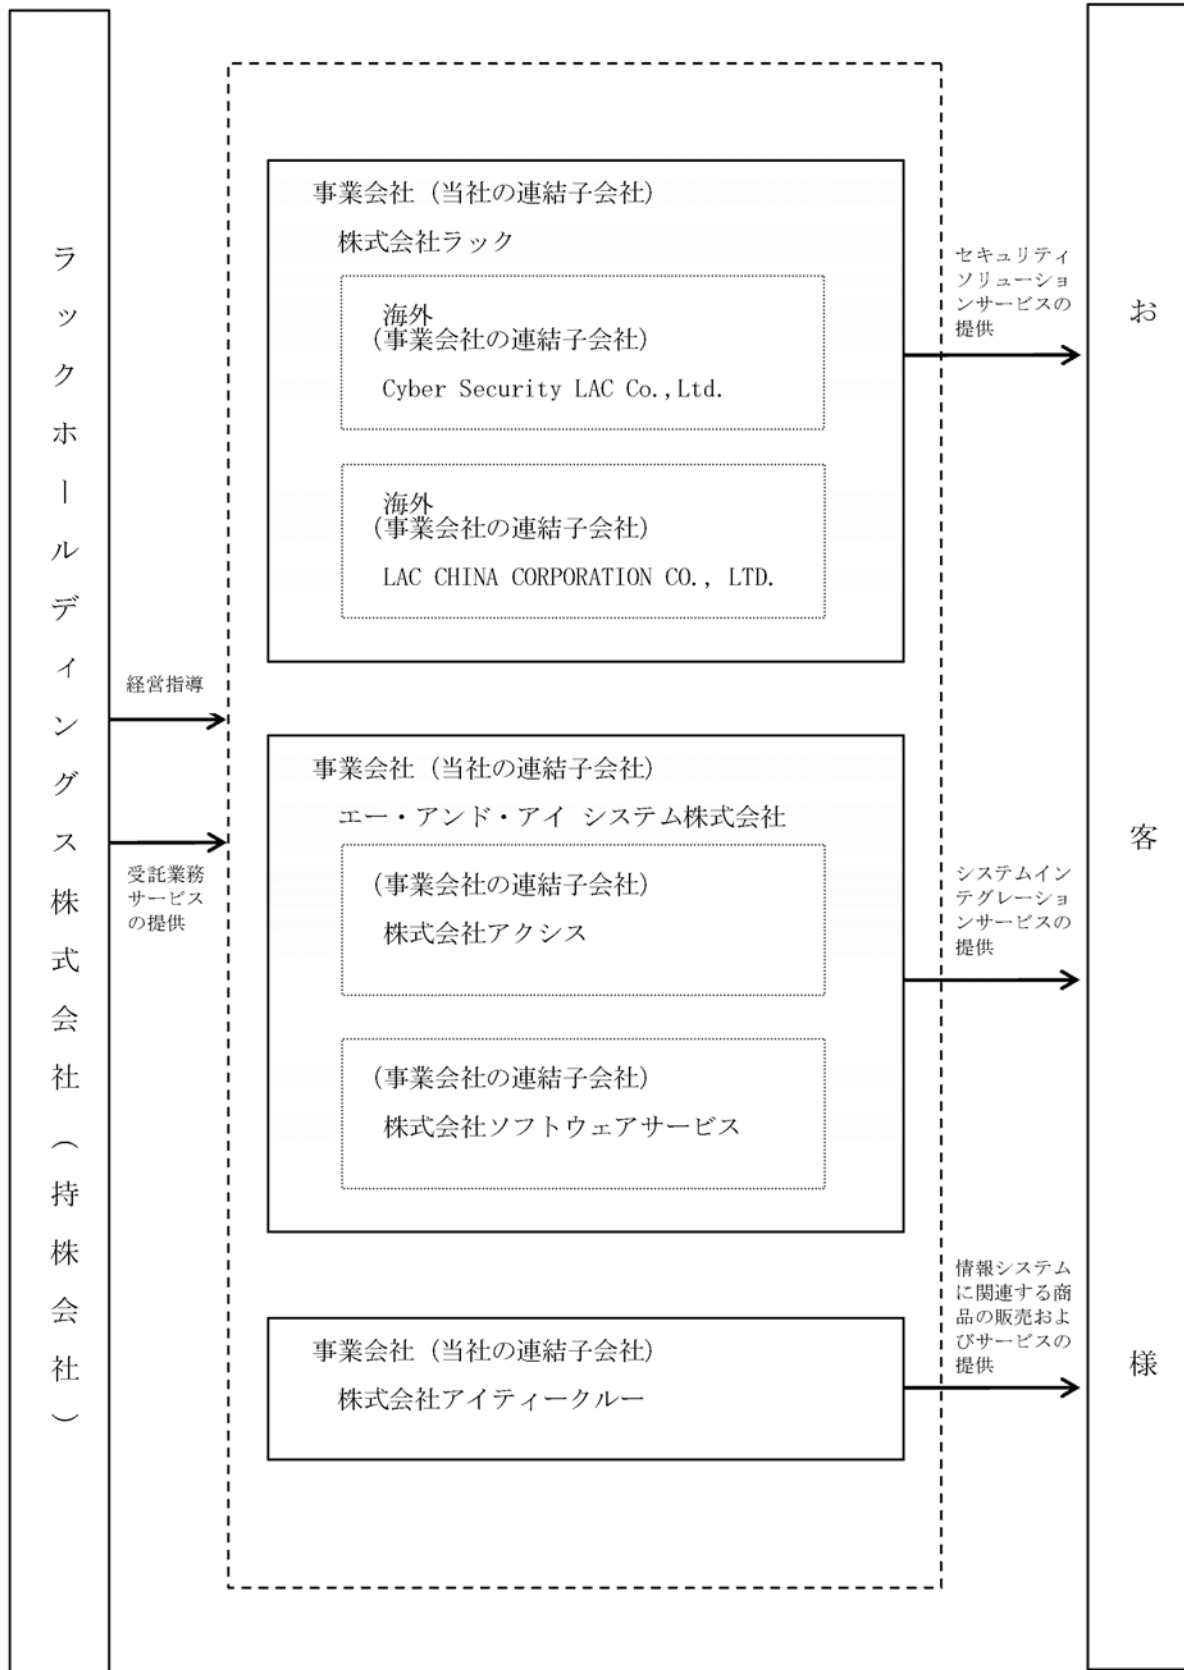 ラックホールディングス株式会社(持株会社)
経営指導
受託業務
サービス
の提供
事業会社(当社の連結子会社)
株式会社ラック
海外
(事業会社の連結子会社)
Cyber Security LAC Co.,Ltd.
海外
(事業会社の連結子会社)
LAC CHINA CORPORATION CO., LTD.
事業会社(当社の連結子会社)
エー・アンド・アイ システム株式会社
(事業会社の連結子会社)
株式会社アクシス
(事業会社の連結子会社)
株式会社ソフトウェアサービス
事業会社(当社の連結子会社)
株式会社アイティークルー
セキュリティ
ソリューショ
ンサービスの
提供
システムイン
テグレーショ
ンサービスの
提供
情報システム
に関連する商
品の販売およ
びサービスの
提供
お客様